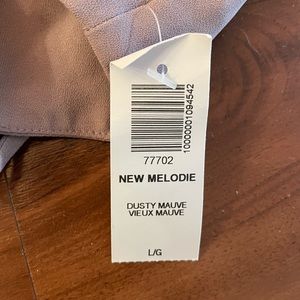 10000001094542
77702
NEW MELODIE
DUSTY MAUVE
VIEUX MAUVE
L/G